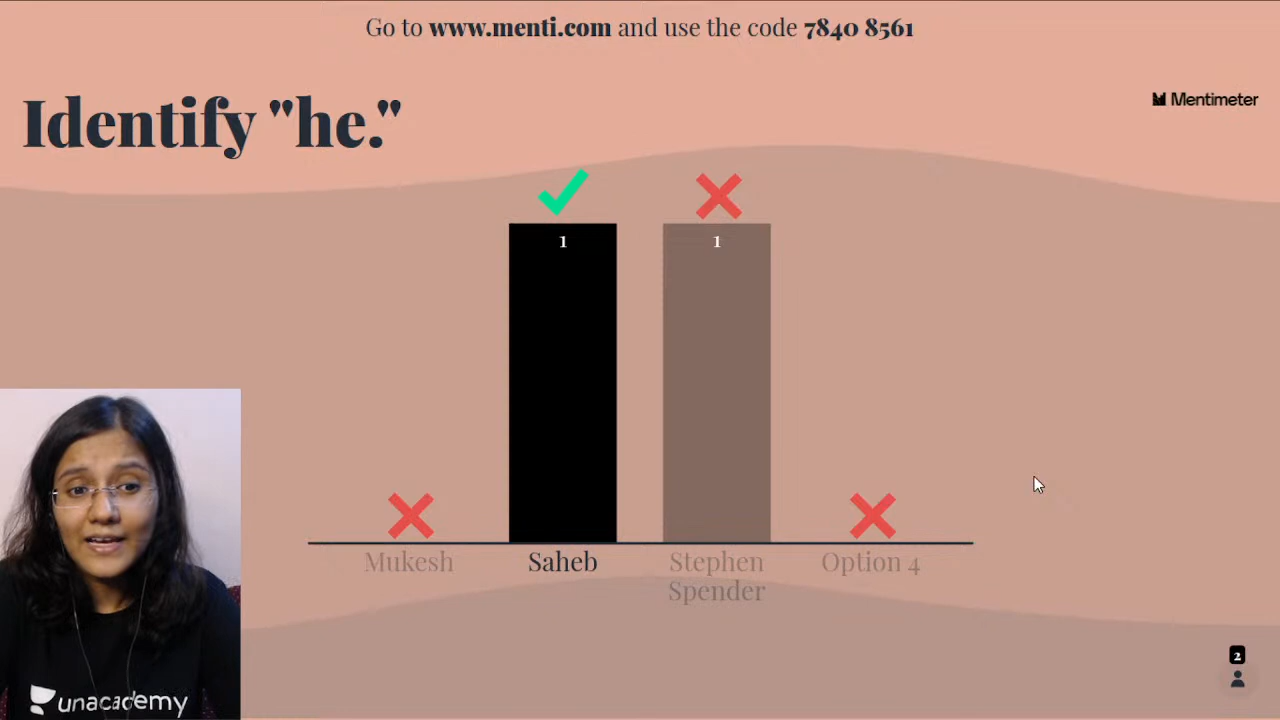 Go to www.menti.com and use the code 7840 8561
Identify "he."
Mentimeter
1
1
Mukesh
Saheb
Stephen
Spender
Option 4
2
unacademy